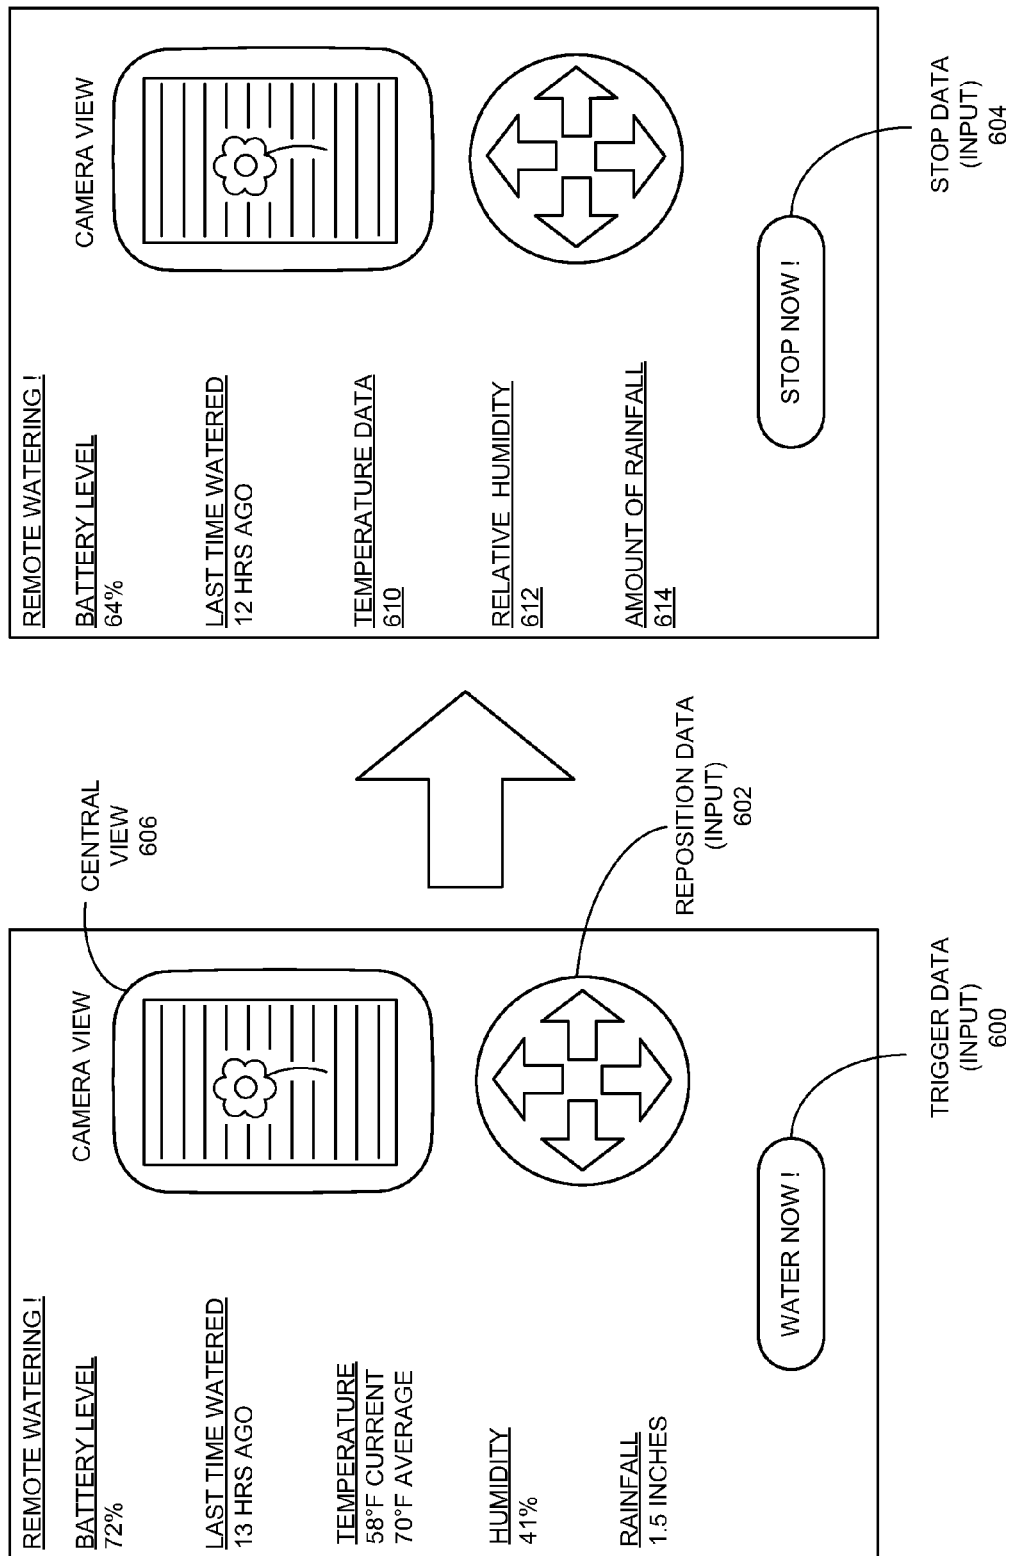 REMOTE WATERING !
BATTERY LEVEL
72%
LAST TIME WATERED
13 HRS AGO
TEMPERATURE
58°F CURRENT
70°F AVERAGE
HUMIDITY
41%
RAINFALL
1.5 INCHES
CAMERA VIEW
WATER NOW !
CENTRAL
VIEW
606
REPOSITION DATA
(INPUT)
602
TRIGGER DATA
(INPUT)
600
REMOTE WATERING !
BATTERY LEVEL
64%
LAST TIME WATERED
12 HRS AGO
TEMPERATURE DATA
610
RELATIVE HUMIDITY
612
AMOUNT OF RAINFALL
614
CAMERA VIEW
STOP NOW !
STOP DATA
(INPUT)
604